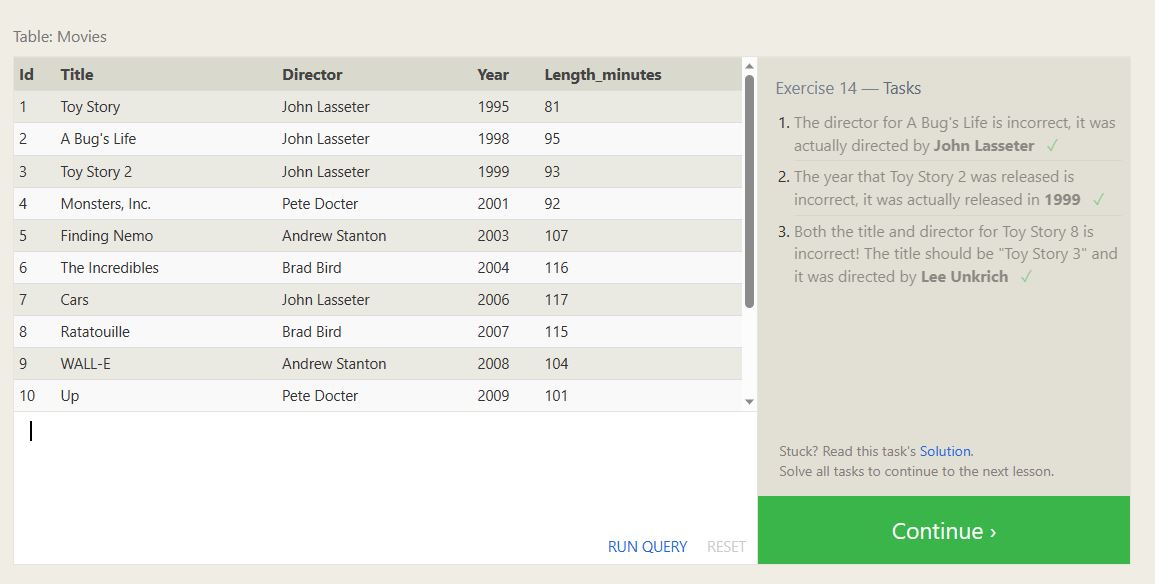 Table: Movies
Id Title Director Year Length_minutes
1 Toy Story John Lasseter 1995 81
2 A Bug's Life John Lasseter 1998 95
3 Toy Story 2 John Lasseter 1999 93
4 Monsters, Inc. Pete Docter 2001 92
5 Finding Nemo Andrew Stanton 2003 107
6 The Incredibles Brad Bird 2004 116
7 Cars John Lasseter 2006 117
8 Ratatouille Brad Bird 2007 115
9 WALL-E Andrew Stanton 2008 104
10 Up Pete Docter 2009 101
RUN QUERY RESET
Exercise 14 — Tasks
1. The director for A Bug's Life is incorrect, it was
actually directed by John Lasseter ✓
2. The year that Toy Story 2 was released is
incorrect, it was actually released in 1999 ✓
3. Both the title and director for Toy Story 8 is
incorrect! The title should be "Toy Story 3" and
it was directed by Lee Unkrich ✓
Stuck? Read this task's Solution.
Solve all tasks to continue to the next lesson.
Continue ›